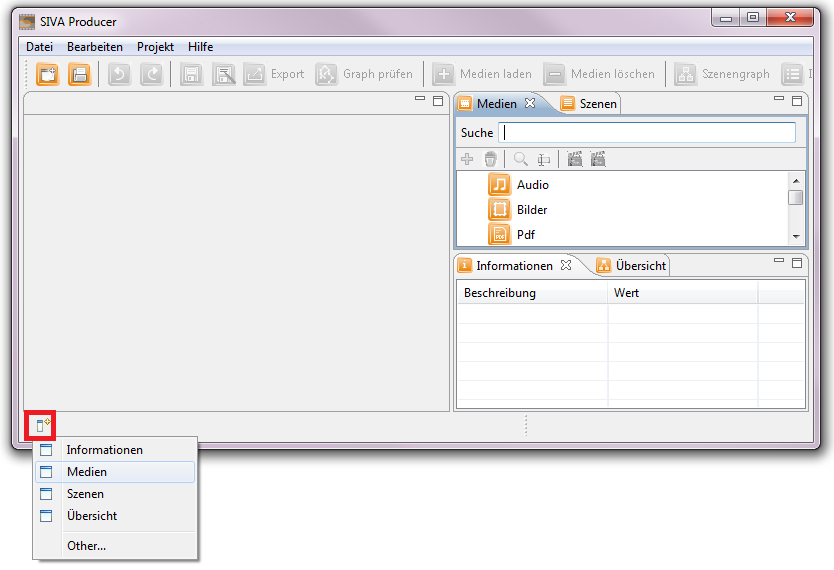 SIVA Producer
Datei Bearbeiten Projekt Hilfe
Export Graph prüfen Medien laden Medien löschen Szenengraph
Medien Szenen
Suche
Audio
Bilder
Pdf
Informationen Übersicht
Beschreibung Wert
Informationen
Medien
Szenen
Übersicht
Other...